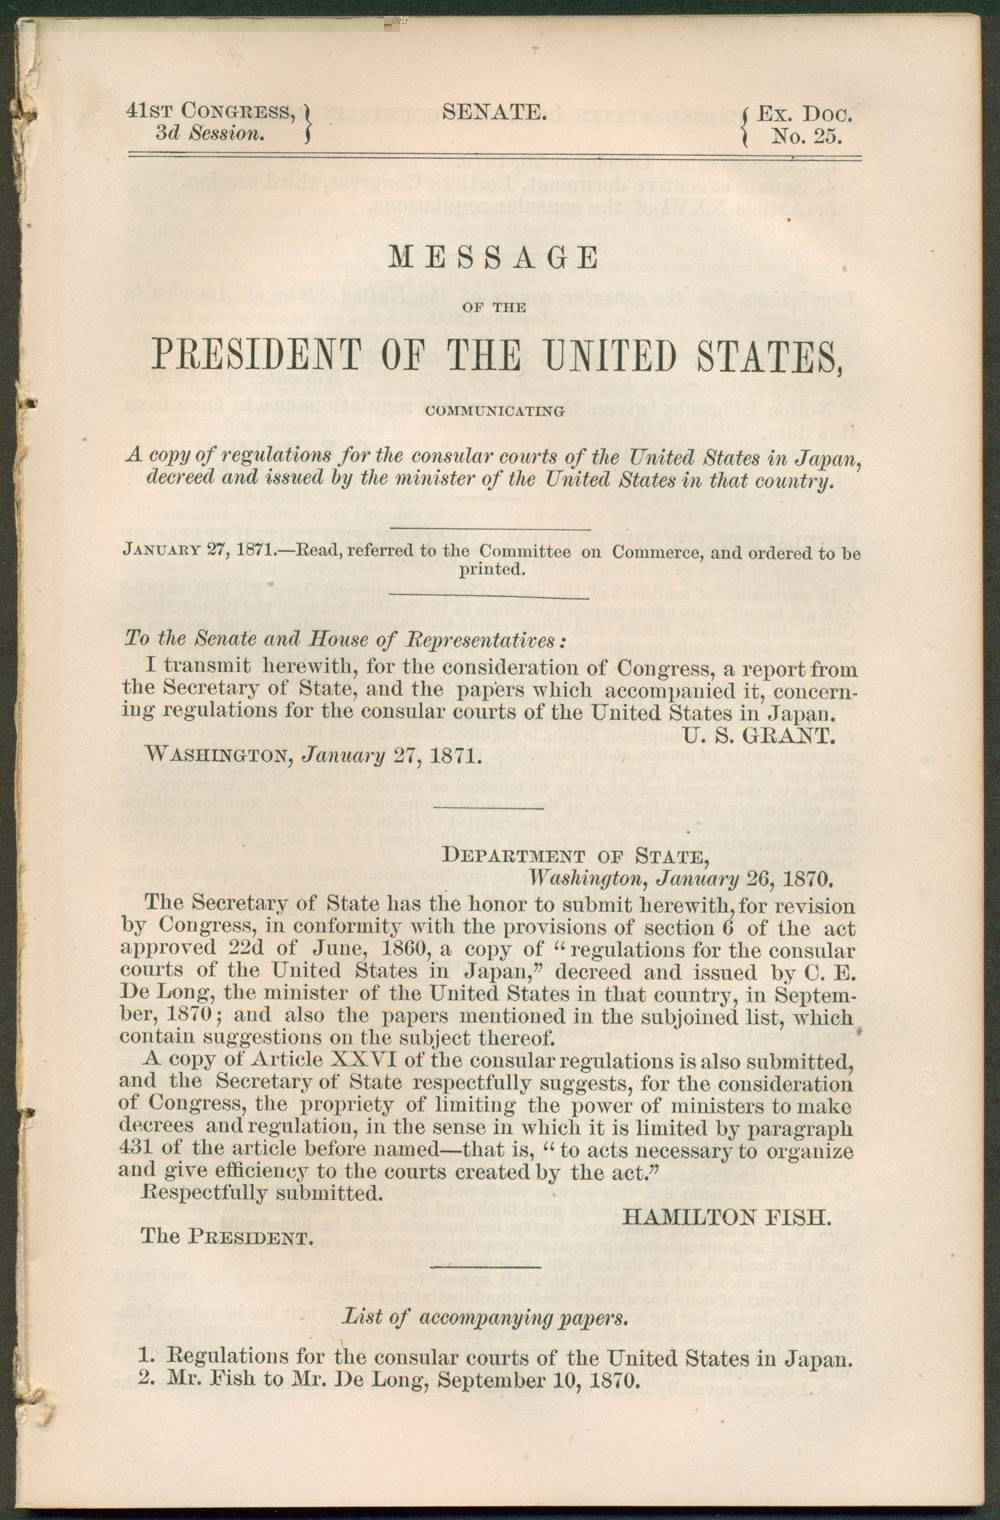 41ST CONGRESS, } SENATE. { EX. DOC.
3d Session. } { No. 25.
MESSAGE
OF THE
PRESIDENT OF THE UNITED STATES,
COMMUNICATING
A copy of regulations for the consular courts of the United States in Japan,
decreed and issued by the minister of the United States in that country.
JANUARY 27, 1871.—Read, referred to the Committee on Commerce, and ordered to be
printed.
To the Senate and House of Representatives:
I transmit herewith, for the consideration of Congress, a report from
the Secretary of State, and the papers which accompanied it, concern-
ing regulations for the consular courts of the United States in Japan.
U. S. GRANT.
WASHINGTON, January 27, 1871.
DEPARTMENT OF STATE,
Washington, January 26, 1870.
The Secretary of State has the honor to submit herewith, for revision
by Congress, in conformity with the provisions of section 6 of the act
approved 22d of June, 1860, a copy of "regulations for the consular
courts of the United States in Japan," decreed and issued by C. E.
De Long, the minister of the United States in that country, in Septem-
ber, 1870; and also the papers mentioned in the subjoined list, which
contain suggestions on the subject thereof.
A copy of Article XXVI of the consular regulations is also submitted,
and the Secretary of State respectfully suggests, for the consideration
of Congress, the propriety of limiting the power of ministers to make
decrees and regulation, in the sense in which it is limited by paragraph
431 of the article before named—that is, "to acts necessary to organize
and give efficiency to the courts created by the act."
Respectfully submitted.
HAMILTON FISH.
The PRESIDENT.
List of accompanying papers.
1. Regulations for the consular courts of the United States in Japan.
2. Mr. Fish to Mr. De Long, September 10, 1870.